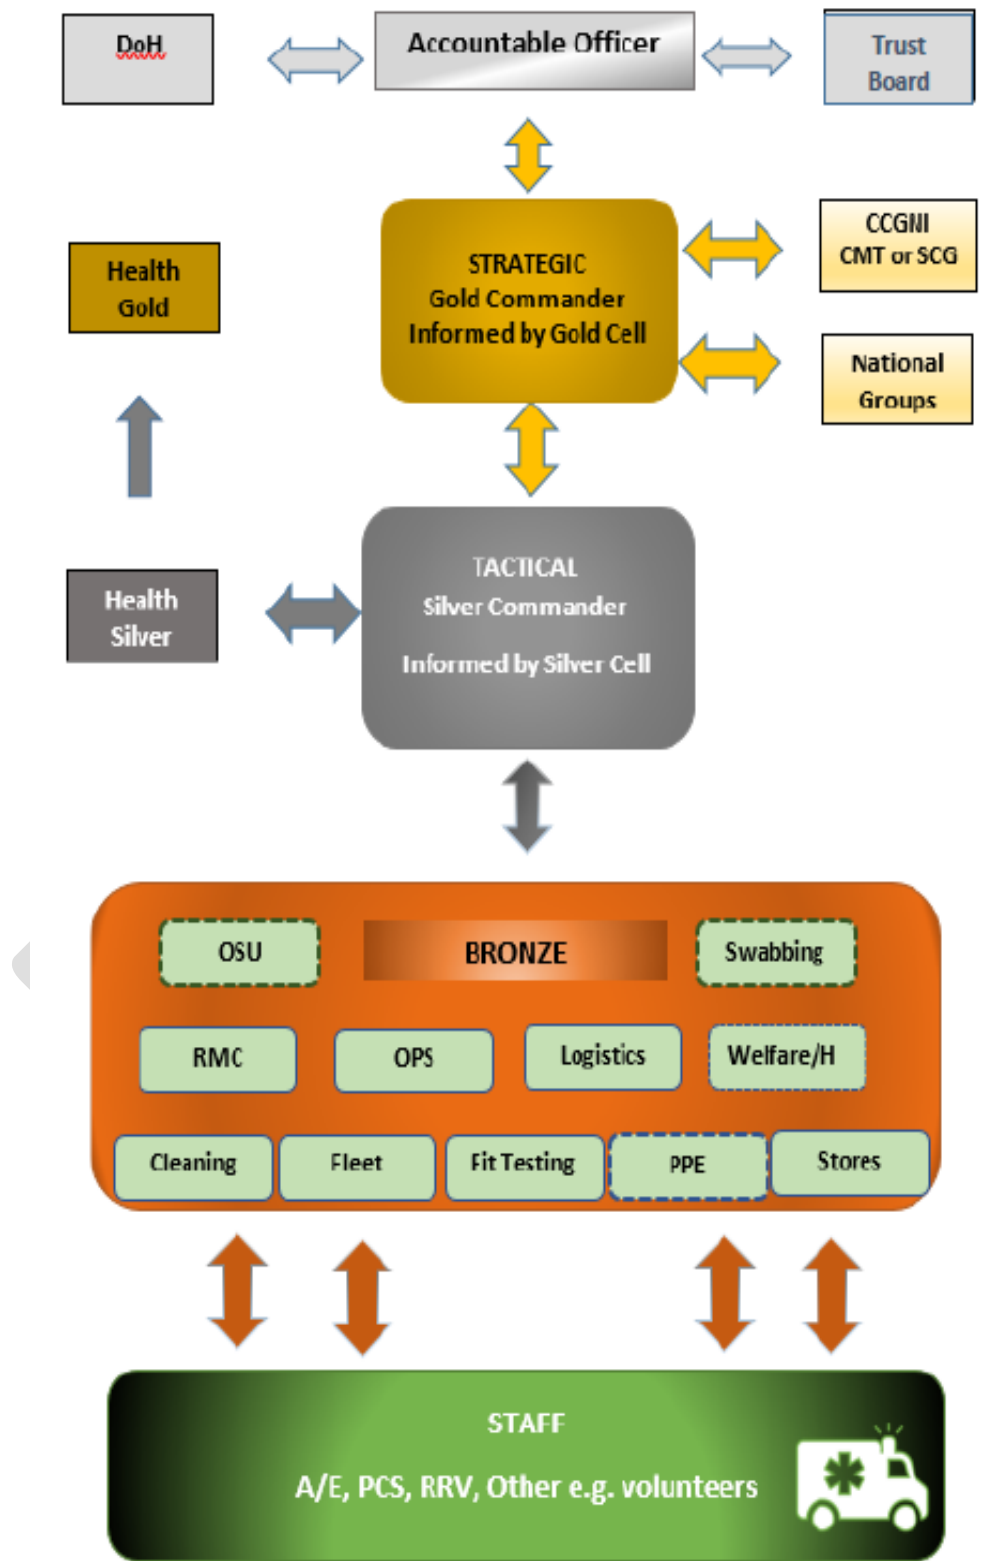 DoH
Accountable Officer
Trust
Board
STRATEGIC
Gold Commander
Informed by Gold Cell
CCGNI
CMT or SCG
Health
Gold
National
Groups
TACTICAL
Silver Commander
Informed by Silver Cell
Health
Silver
OSU
BRONZE
Swabbing
RMC
OPS
Logistics
Welfare/H
Cleaning
Fleet
Fit Testing
PPE
Stores
STAFF
A/E, PCS, RRV, Other e.g. volunteers